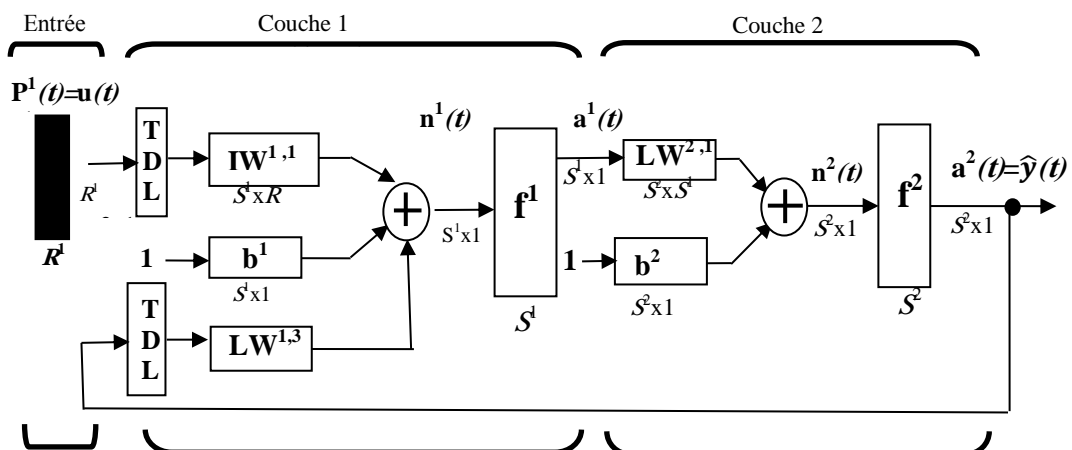 Entrée
Couche 1
Couche 2
P¹(t)=u(t)
n¹(t)
a¹(t)
n²(t)
a²(t)=ŷ(t)
T
D
L
IW¹,¹
S¹xR
R¹
R¹
1
b¹
S¹x1
T
D
L
LW¹,³
+
S¹x1
f¹
S¹
S¹x1
LW²,¹
S²xS¹
1
b²
S²x1
+
S²x1
f²
S²
S²x1